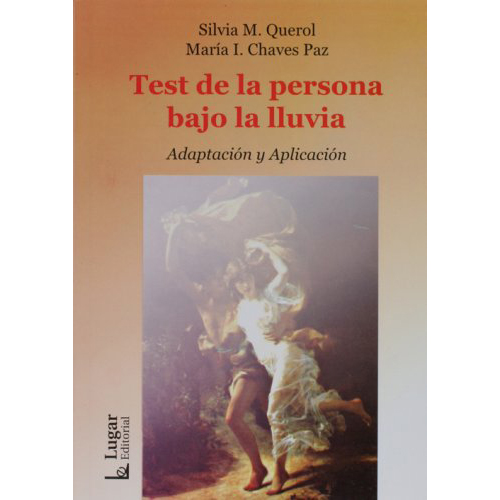 Silvia M. Querol
María I. Chaves Paz
Test de la persona
bajo la lluvia
Adaptación y Aplicación
Lugar
Editorial